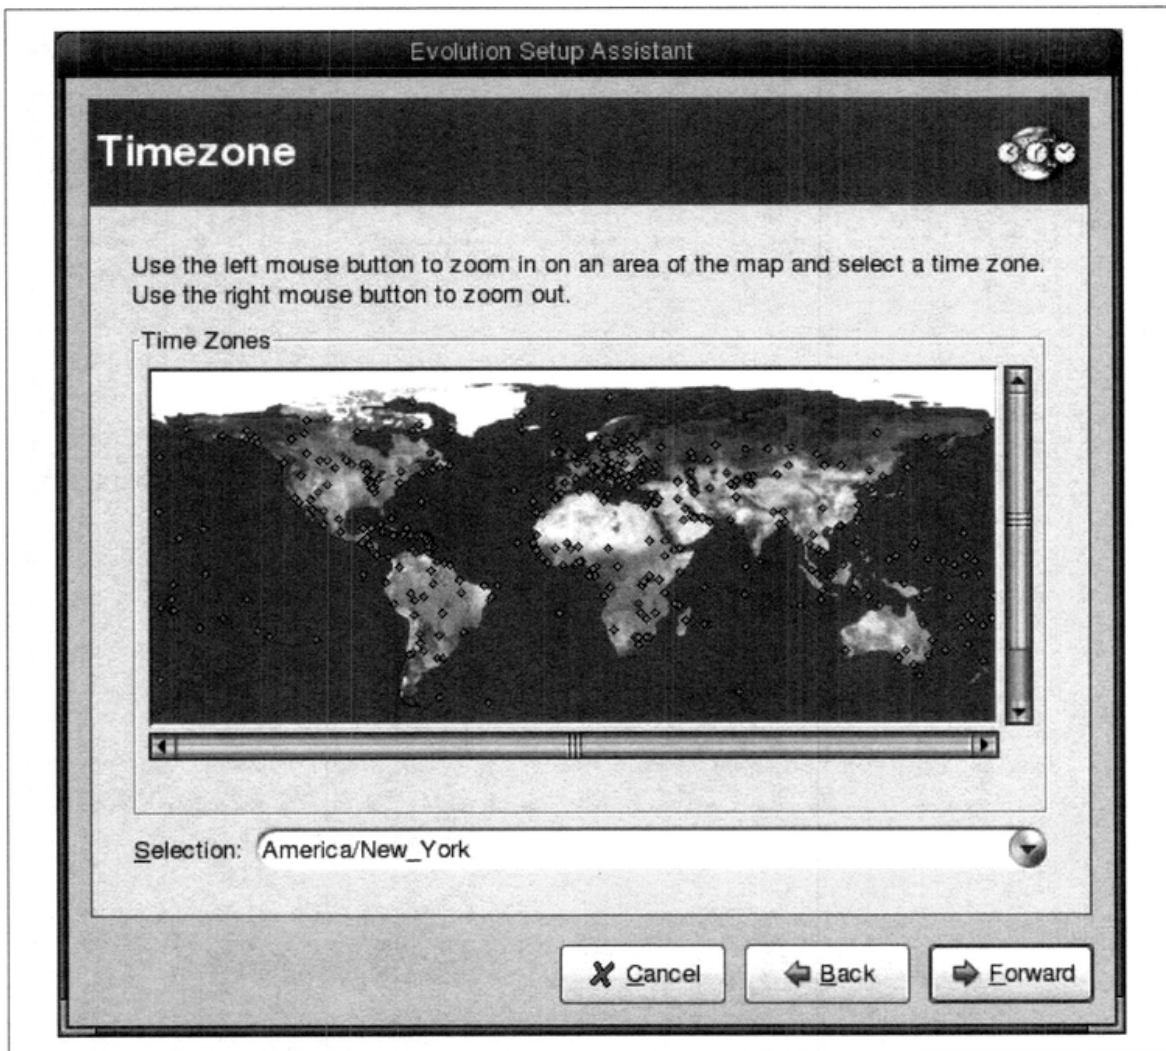 Evolution Setup Assistant
Timezone
Use the left mouse button to zoom in on an area of the map and select a time zone.
Use the right mouse button to zoom out.
Time Zones
Selection: America/New_York
Cancel
Back
Forward